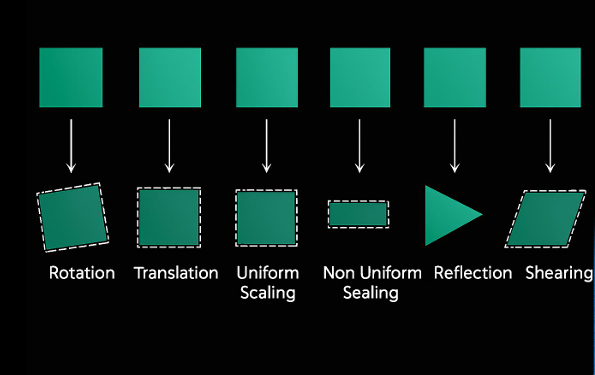 Rotation
Translation
Uniform
Scaling
Non Uniform
Sealing
Reflection
Shearing